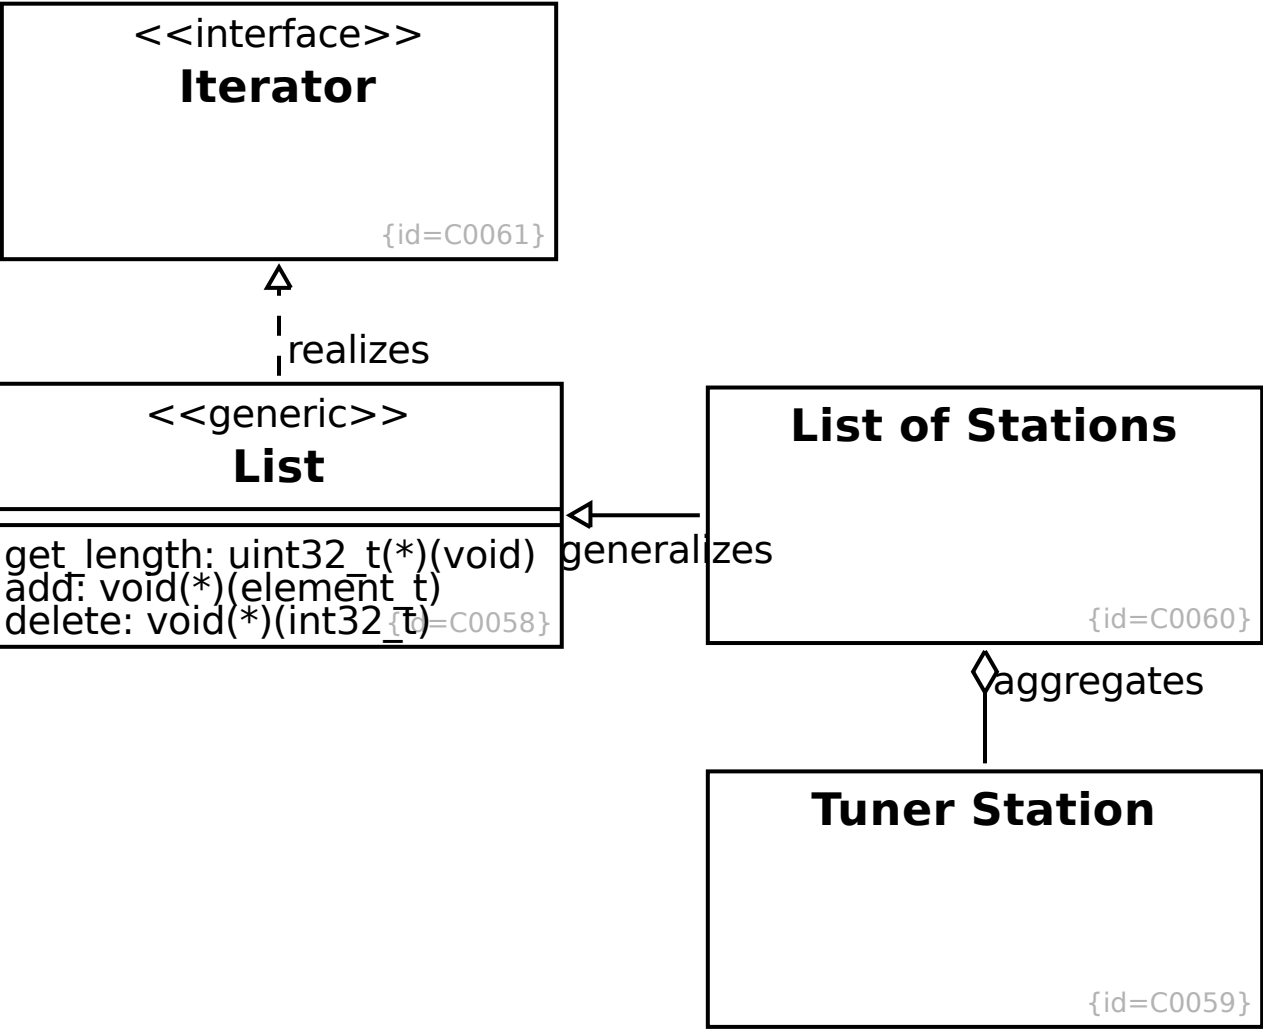 <<interface>>
Iterator
{id=C0061}
realizes
<<generic>>
List
get_length: uint32_t(*)(void)
add: void(*)(element_t)
delete: void(*)(int32_t)
{id=C0058}
generalizes
List of Stations
{id=C0060}
aggregates
Tuner Station
{id=C0059}